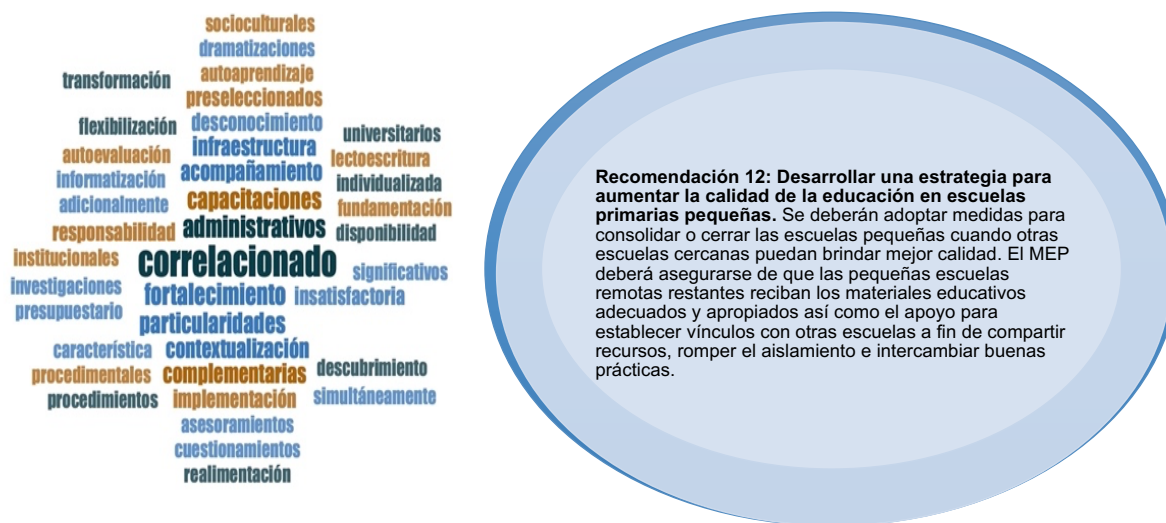 socioculturales
dramatizaciones
transformación
autoaprendizaje
preseleccionados
flexibilización
desconocimiento
universitarios
autoevaluación
infraestructura
lectoescritura
informatización
acompañamiento
individualizada
adicionalmente
capacitaciones
fundamentación
responsabilidad
administrativos
disponibilidad
institucionales
correlacionado
significativos
investigaciones
fortalecimiento
insatisfactoria
presupuestario
particularidades
característica
contextualización
descubrimiento
procedimentales
complementarias
procedimientos
implementación
simultáneamente
asesoramientos
cuestionamientos
realimentación
Recomendación 12: Desarrollar una estrategia para
aumentar la calidad de la educación en escuelas
primarias pequeñas. Se deberán adoptar medidas para
consolidar o cerrar las escuelas pequeñas cuando otras
escuelas cercanas puedan brindar mejor calidad. El MEP
deberá asegurarse de que las pequeñas escuelas
remotas restantes reciban los materiales educativos
adecuados y apropiados así como el apoyo para
establecer vínculos con otras escuelas a fin de compartir
recursos, romper el aislamiento e intercambiar buenas
prácticas.